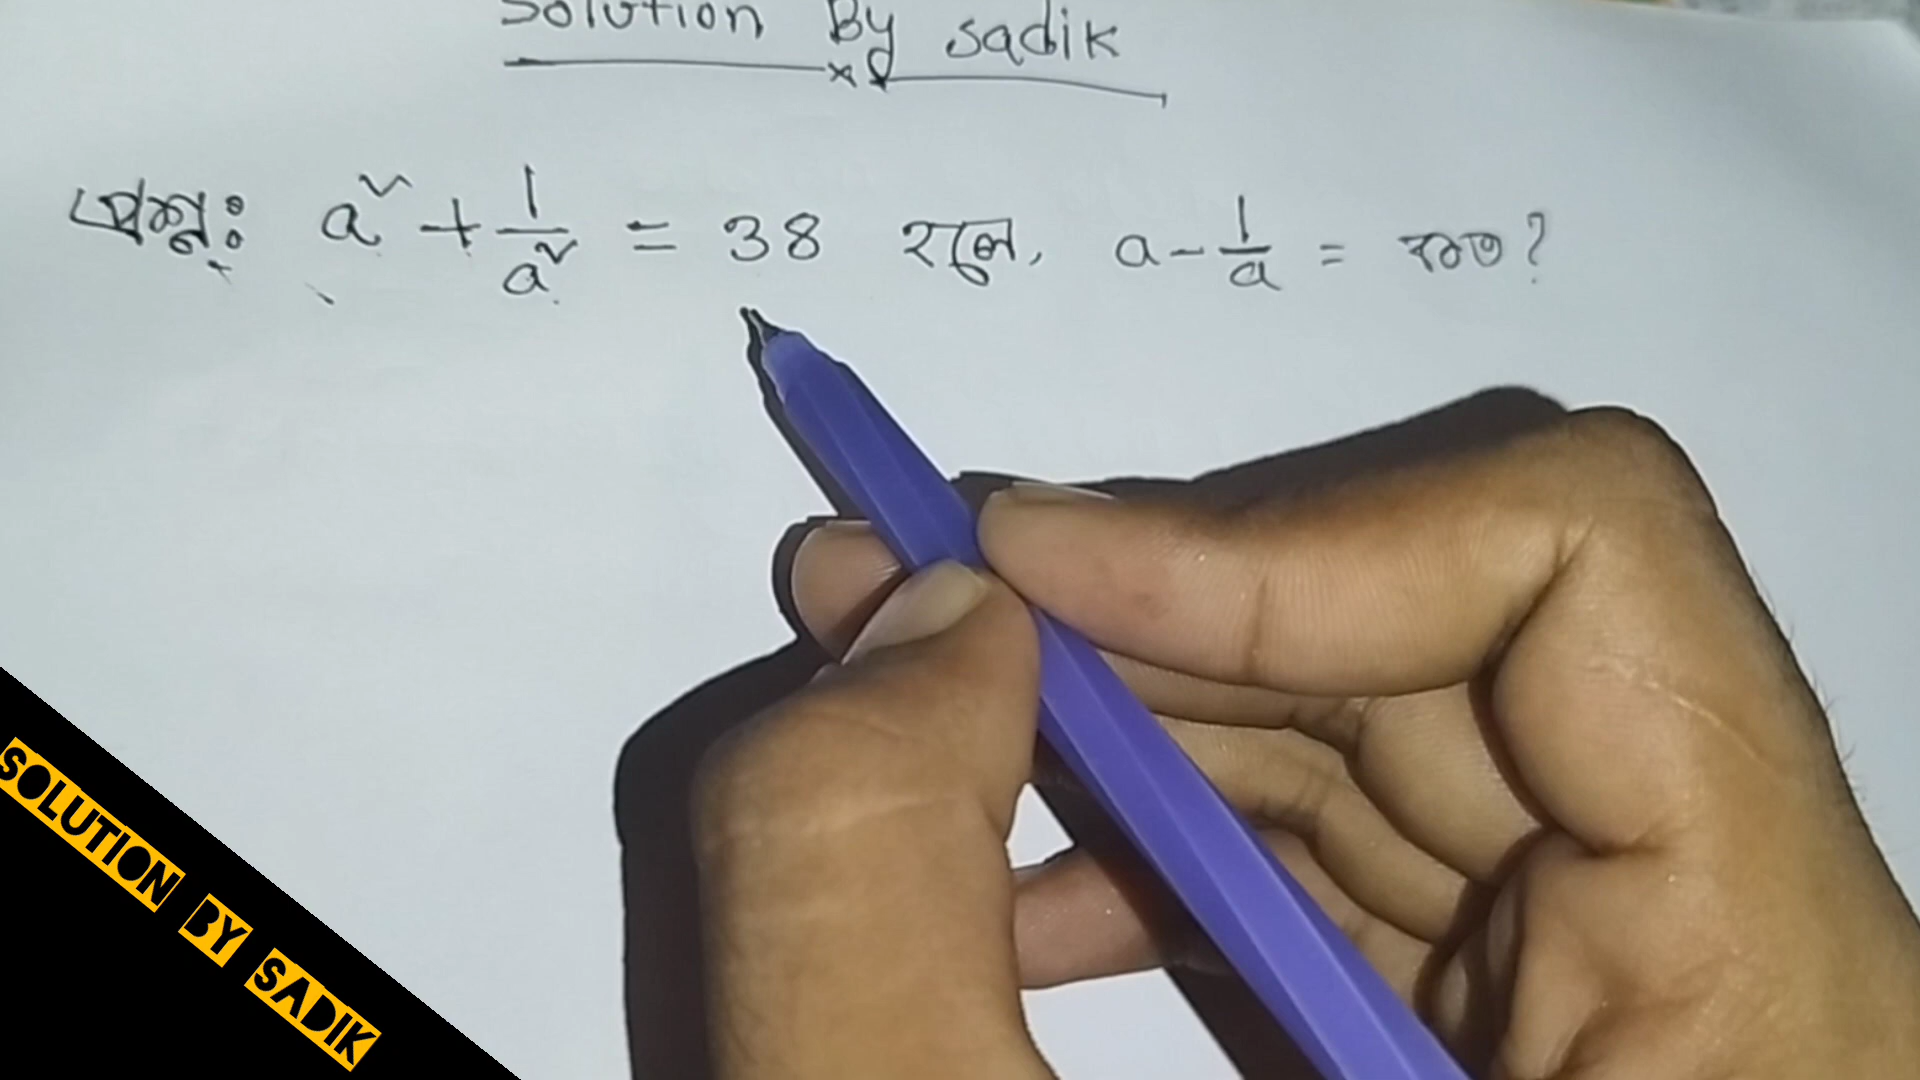 Solution By sadik
প্রশ্ন: a² + 1/a² = 38 হলে, a - 1/a = কত?
SOLUTION BY SADIK